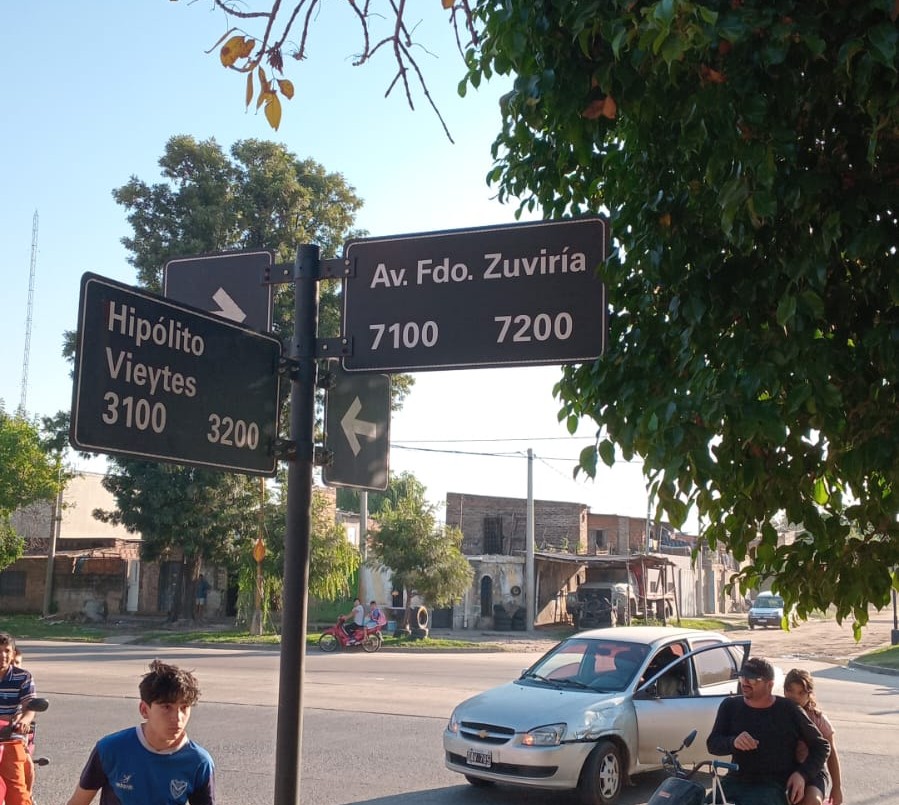 Av. Fdo. Zuviría
7100 7200
Hipólito
Vieytes
3100 3200